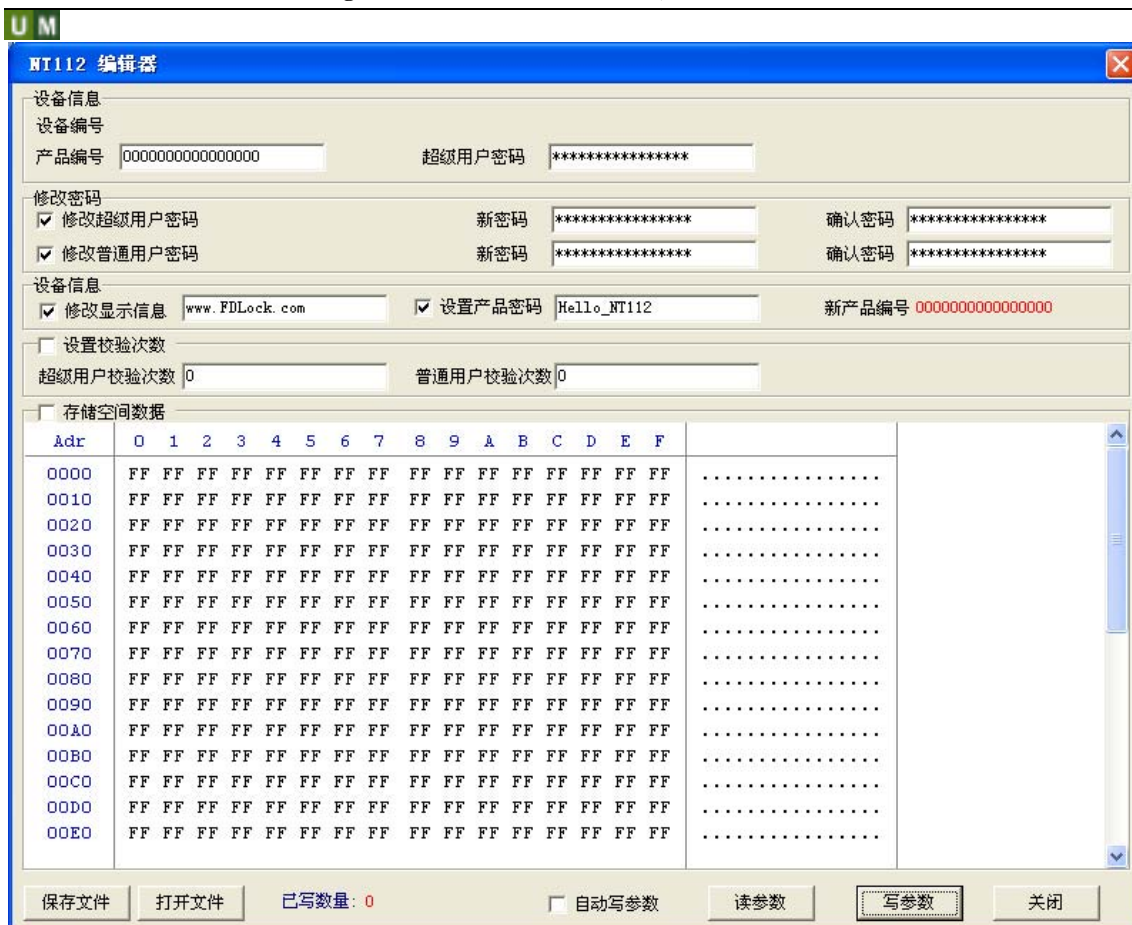 U M
NT112 编辑器
设备信息
设备编号
产品编号 0000000000000000 超级用户密码 ****************
修改密码
修改超级用户密码 新密码 **************** 确认密码 ****************
修改普通用户密码 新密码 **************** 确认密码 ****************
设备信息
修改显示信息 www.FDLock.com 设置产品密码 Hello_NT112 新产品编号 0000000000000000
设置校验次数
超级用户校验次数 0 普通用户校验次数 0
存储空间数据
Adr 0 1 2 3 4 5 6 7 8 9 A B C D E F
0000 FF FF FF FF FF FF FF FF FF FF FF FF FF FF FF FF ................
0010 FF FF FF FF FF FF FF FF FF FF FF FF FF FF FF FF ................
0020 FF FF FF FF FF FF FF FF FF FF FF FF FF FF FF FF ................
0030 FF FF FF FF FF FF FF FF FF FF FF FF FF FF FF FF ................
0040 FF FF FF FF FF FF FF FF FF FF FF FF FF FF FF FF ................
0050 FF FF FF FF FF FF FF FF FF FF FF FF FF FF FF FF ................
0060 FF FF FF FF FF FF FF FF FF FF FF FF FF FF FF FF ................
0070 FF FF FF FF FF FF FF FF FF FF FF FF FF FF FF FF ................
0080 FF FF FF FF FF FF FF FF FF FF FF FF FF FF FF FF ................
0090 FF FF FF FF FF FF FF FF FF FF FF FF FF FF FF FF ................
00A0 FF FF FF FF FF FF FF FF FF FF FF FF FF FF FF FF ................
00B0 FF FF FF FF FF FF FF FF FF FF FF FF FF FF FF FF ................
00C0 FF FF FF FF FF FF FF FF FF FF FF FF FF FF FF FF ................
00D0 FF FF FF FF FF FF FF FF FF FF FF FF FF FF FF FF ................
00E0 FF FF FF FF FF FF FF FF FF FF FF FF FF FF FF FF ................
保存文件 打开文件 已写数量: 0 自动写参数 读参数 写参数 关闭